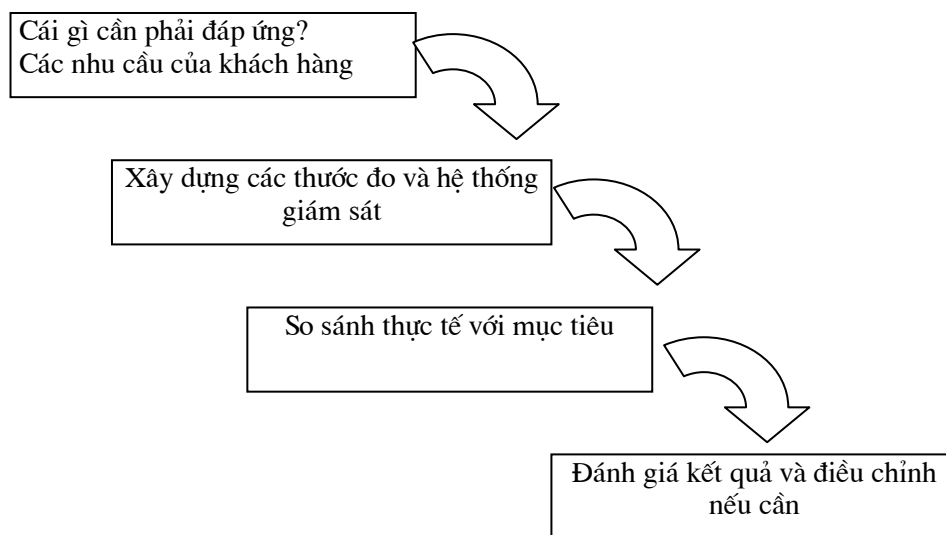 Cái gì cần phải đáp ứng?
Các nhu cầu của khách hàng
Xây dựng các thước đo và hệ thống
giám sát
So sánh thực tế với mục tiêu
Đánh giá kết quả và điều chỉnh
nếu cần